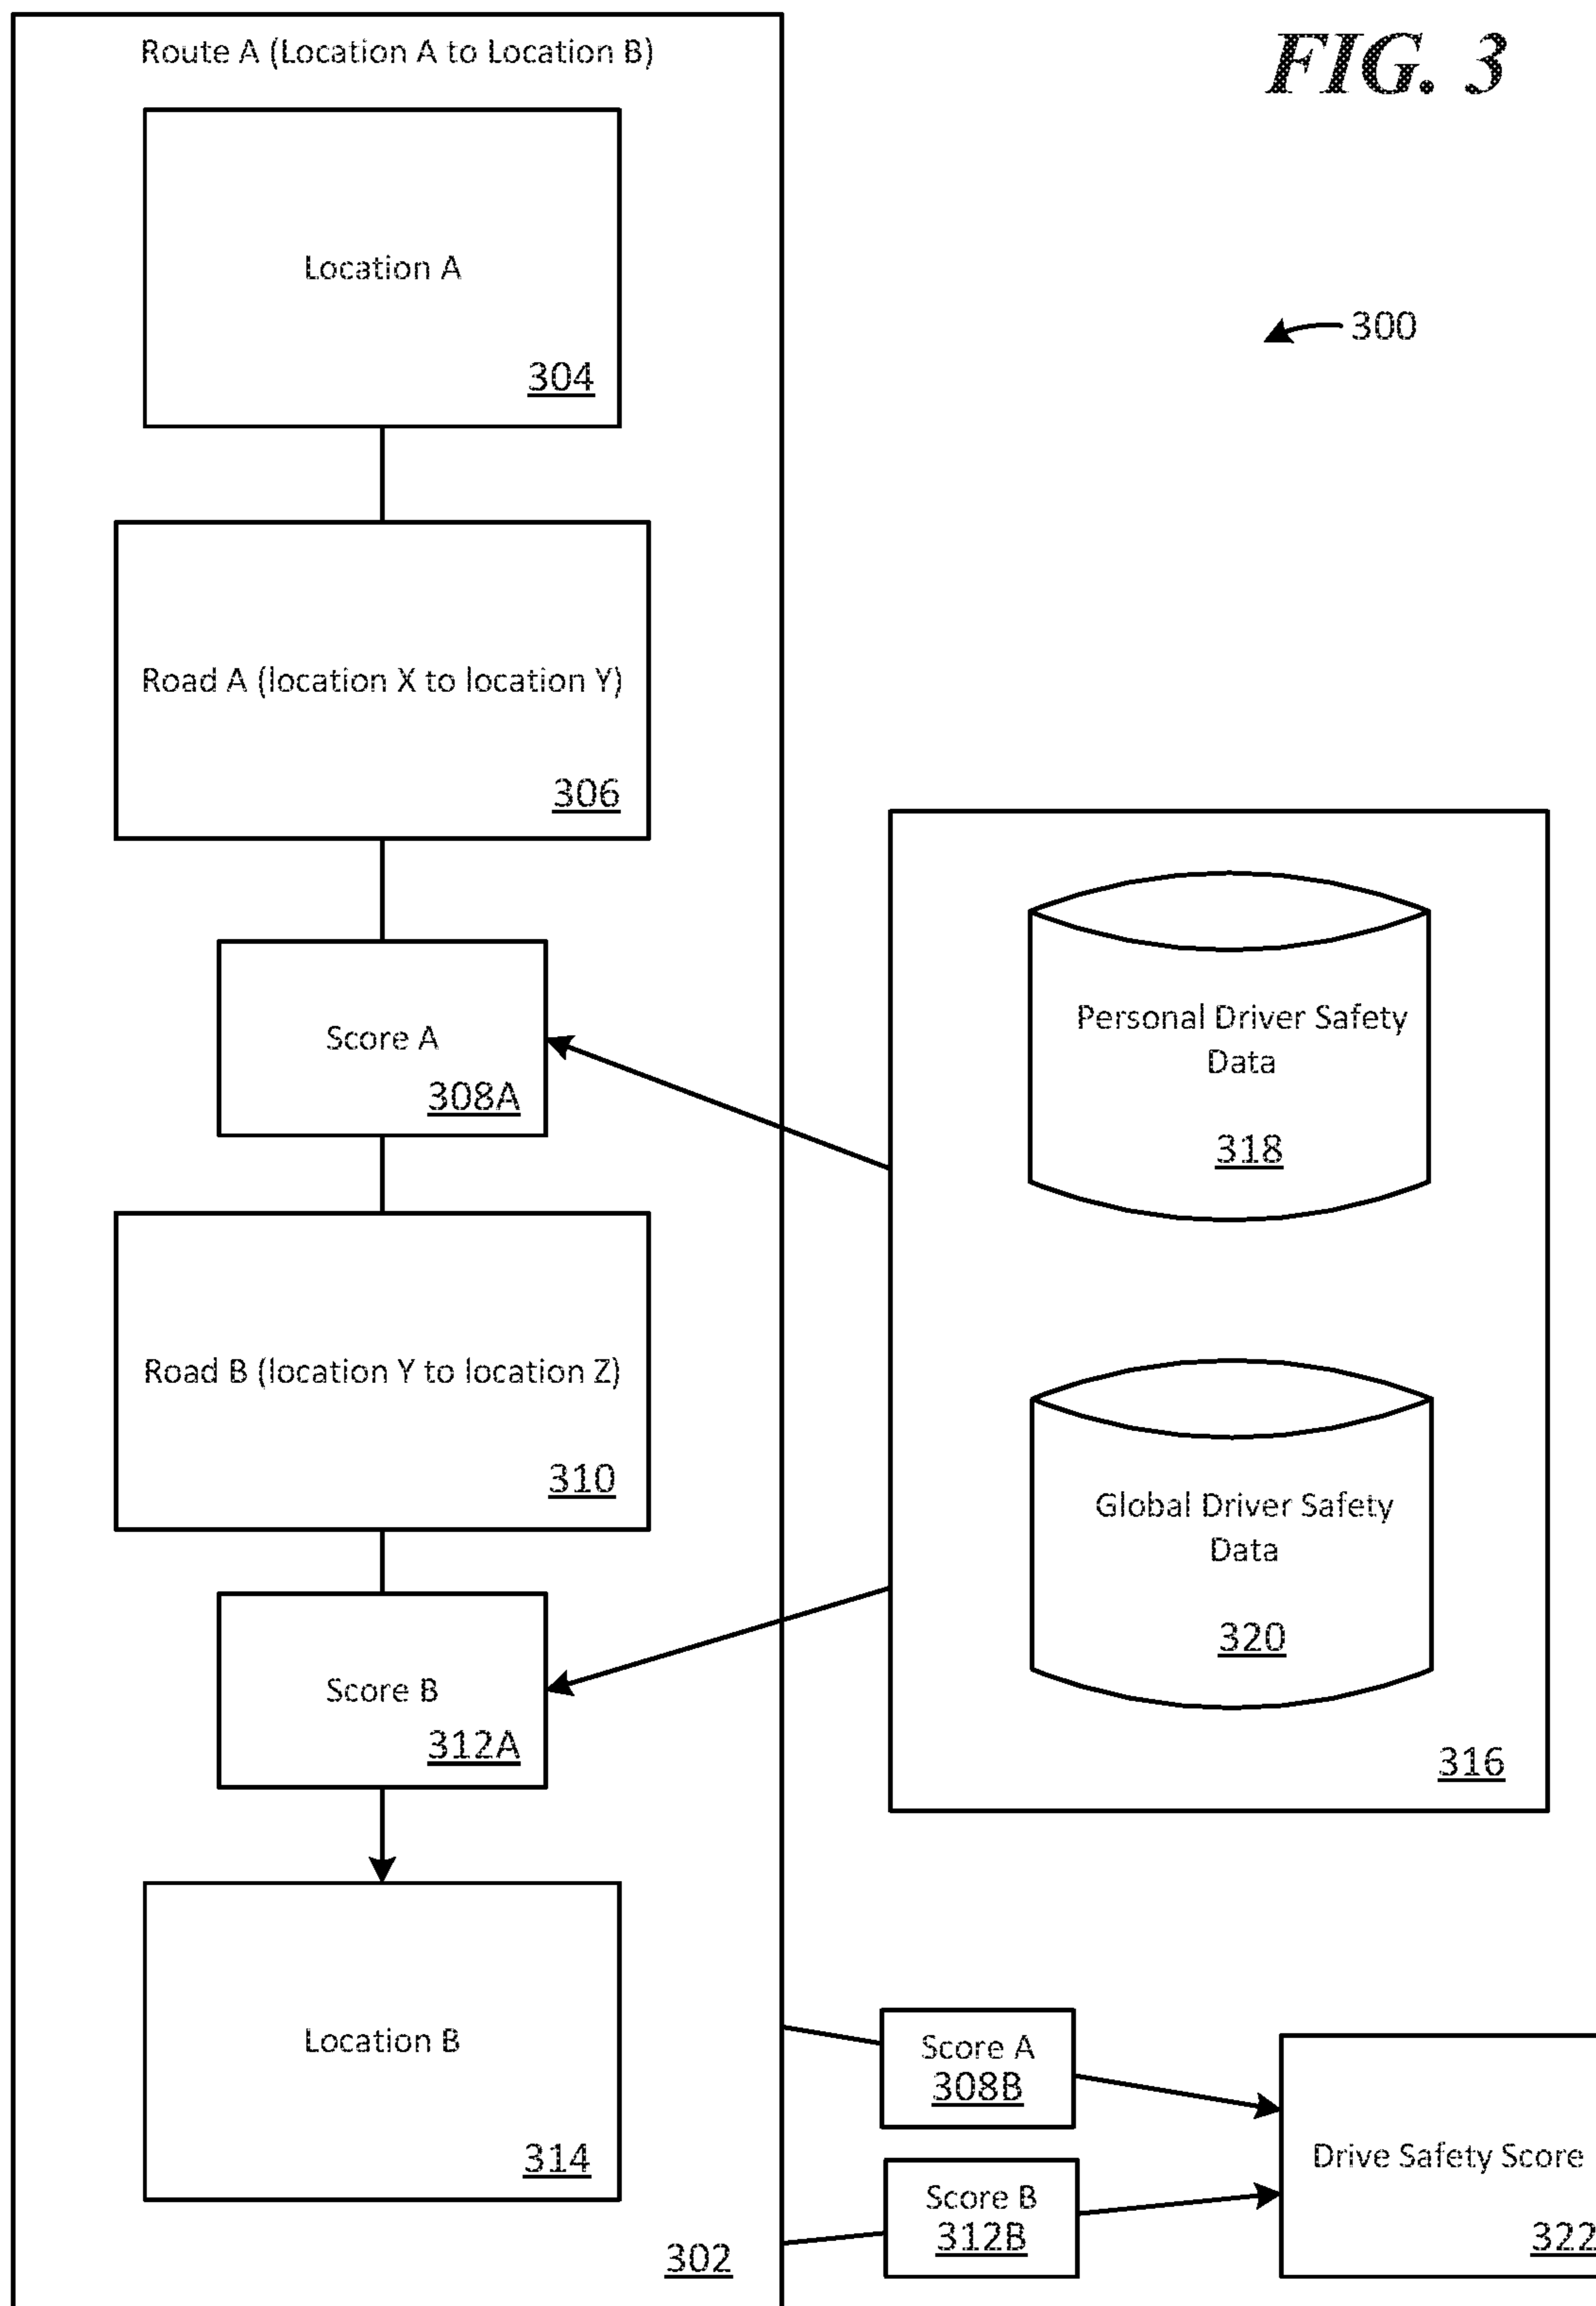 Route A (Location A to Location B)
FIG. 3
Location A
304
300
Road A (location X to location Y)
306
Score A
308A
Personal Driver Safety
Data
318
Road B (location Y to location Z)
310
Global Driver Safety
Data
320
Score B
312A
316
Location B
314
Score A
308B
Score B
312B
Drive Safety Score
322
302